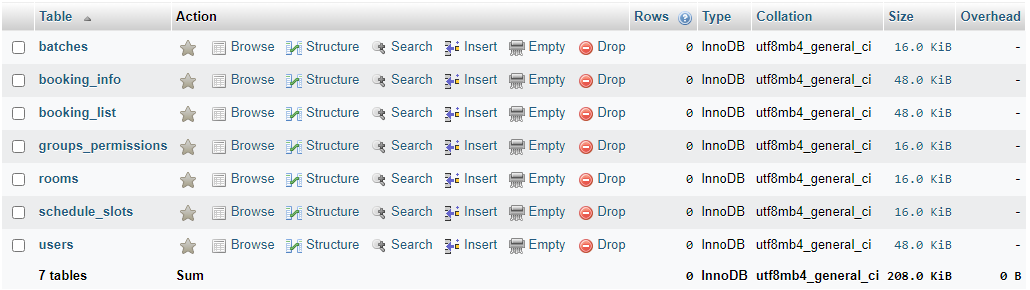 Table Action Rows Type Collation Size Overhead
batches Browse Structure Search Insert Empty Drop 0 InnoDB utf8mb4_general_ci 16.0 KiB -
booking_info Browse Structure Search Insert Empty Drop 0 InnoDB utf8mb4_general_ci 48.0 KiB -
booking_list Browse Structure Search Insert Empty Drop 0 InnoDB utf8mb4_general_ci 48.0 KiB -
groups_permissions Browse Structure Search Insert Empty Drop 0 InnoDB utf8mb4_general_ci 16.0 KiB -
rooms Browse Structure Search Insert Empty Drop 0 InnoDB utf8mb4_general_ci 16.0 KiB -
schedule_slots Browse Structure Search Insert Empty Drop 0 InnoDB utf8mb4_general_ci 16.0 KiB -
users Browse Structure Search Insert Empty Drop 0 InnoDB utf8mb4_general_ci 48.0 KiB -
7 tables Sum 0 InnoDB utf8mb4_general_ci 208.0 KiB 0 B